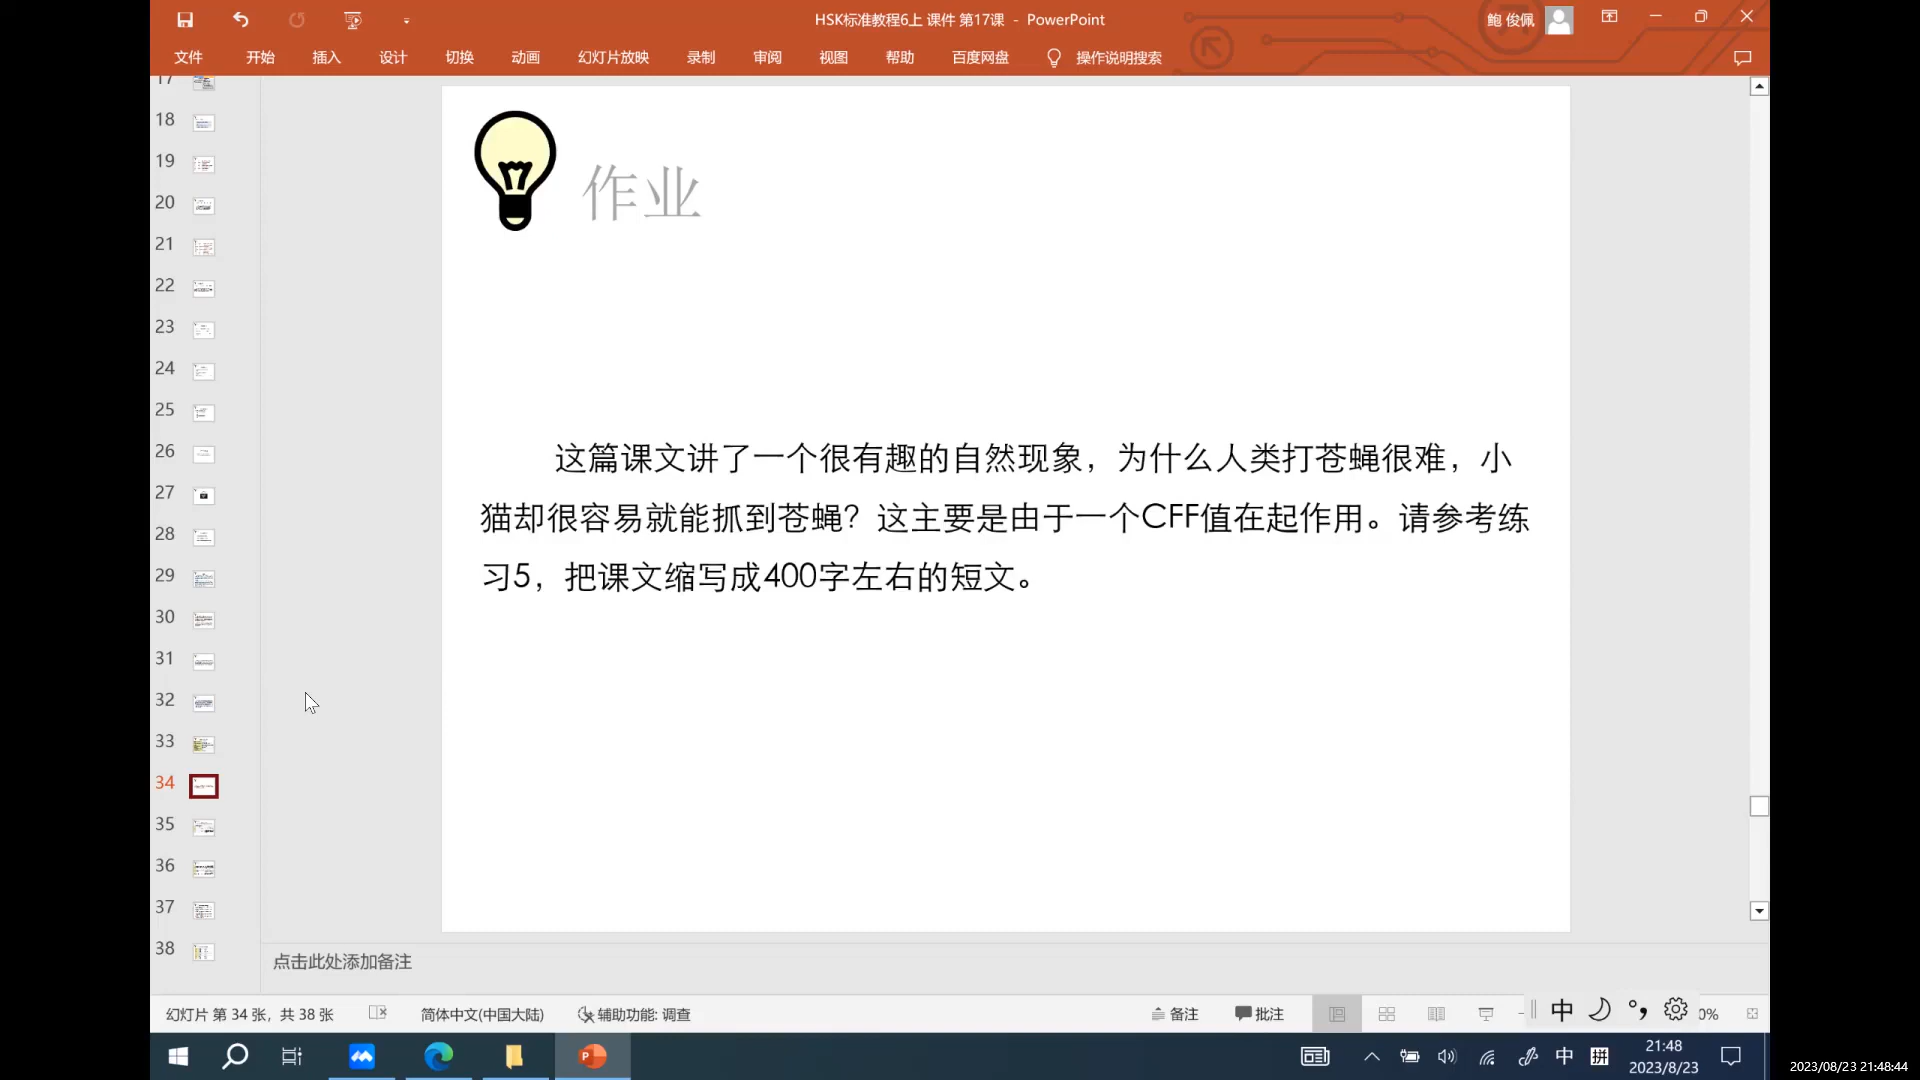 HSK标准教程6上 课件 第17课 - PowerPoint
鲍 俊佩
文件 开始 插入 设计 切换 动画 幻灯片放映 录制 审阅 视图 帮助 百度网盘 操作说明搜索
17
18
19
20
21
22
23
24
25
26
27
28
29
30
31
32
33
34
35
36
37
38
作业
这篇课文讲了一个很有趣的自然现象，为什么人类打苍蝇很难，小
猫却很容易就能抓到苍蝇？这主要是由于一个CFF值在起作用。请参考练
习5，把课文缩写成400字左右的短文。
点击此处添加备注
幻灯片 第 34 张，共 38 张 简体中文(中国大陆) 辅助功能: 调查 备注 批注 中 0%
中 拼 21:48
2023/8/23
2023/08/23 21:48:44